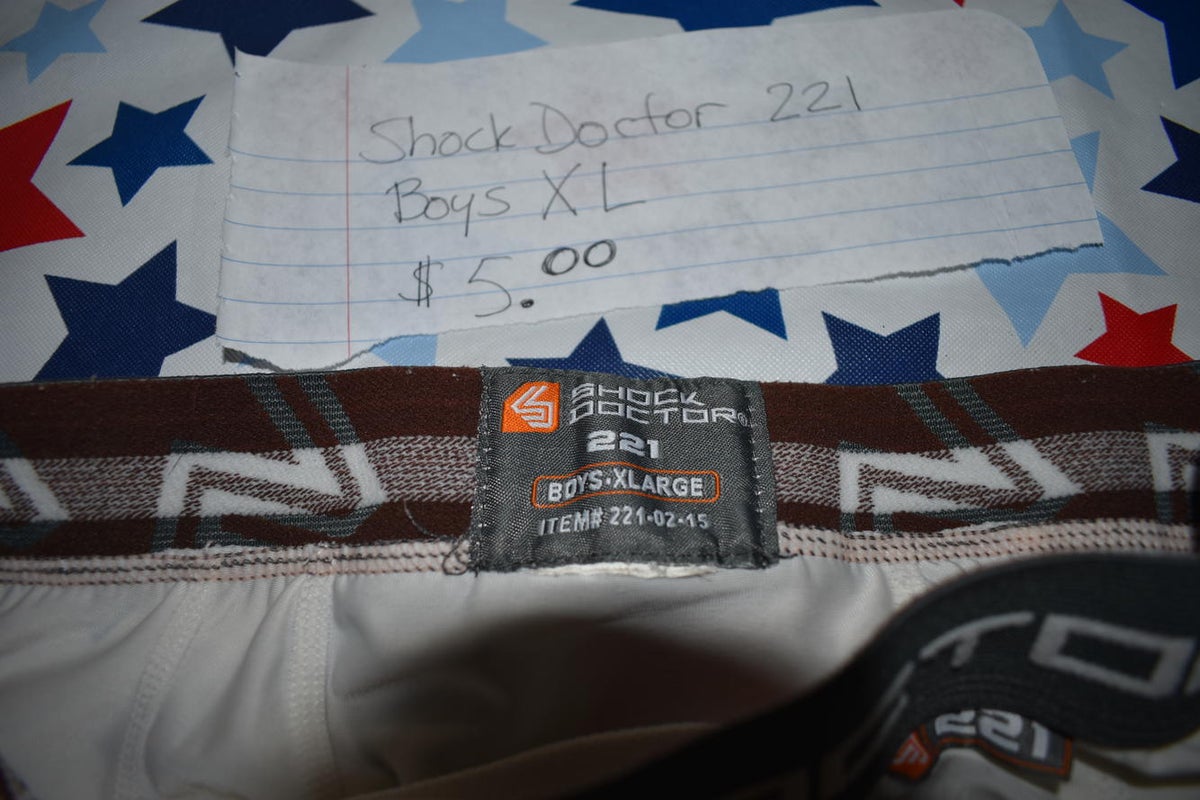 Shock Doctor 221
Boys XL
$5.00
SHOCK
DOCTOR®
221
BOYS·XLARGE
ITEM# 221-02-15
221